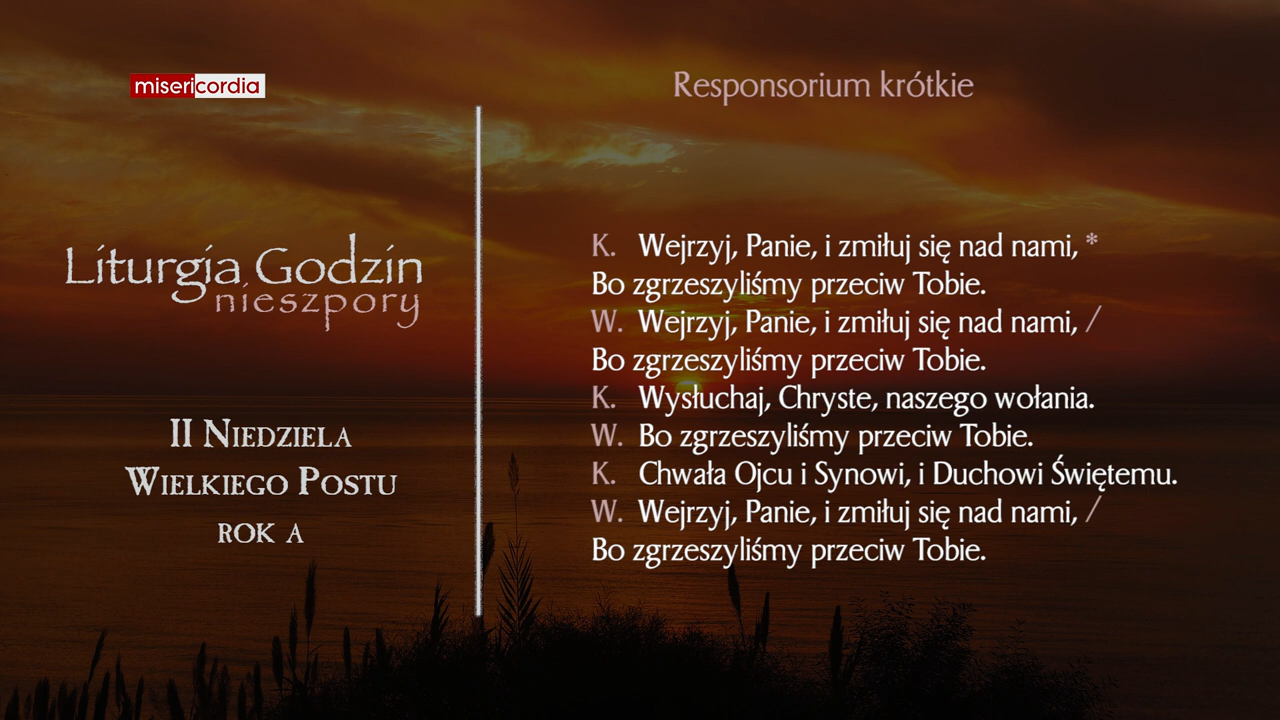 misericordia
Liturgia Godzin
nieszpory
II Niedziela
Wielkiego Postu
rok A
Responsorium krótkie
K. Wejrzyj, Panie, i zmiłuj się nad nami, *
Bo zgrzeszyliśmy przeciw Tobie.
W. Wejrzyj, Panie, i zmiłuj się nad nami, /
Bo zgrzeszyliśmy przeciw Tobie.
K. Wysłuchaj, Chryste, naszego wołania.
W. Bo zgrzeszyliśmy przeciw Tobie.
K. Chwała Ojcu i Synowi, i Duchowi Świętemu.
W. Wejrzyj, Panie, i zmiłuj się nad nami, /
Bo zgrzeszyliśmy przeciw Tobie.